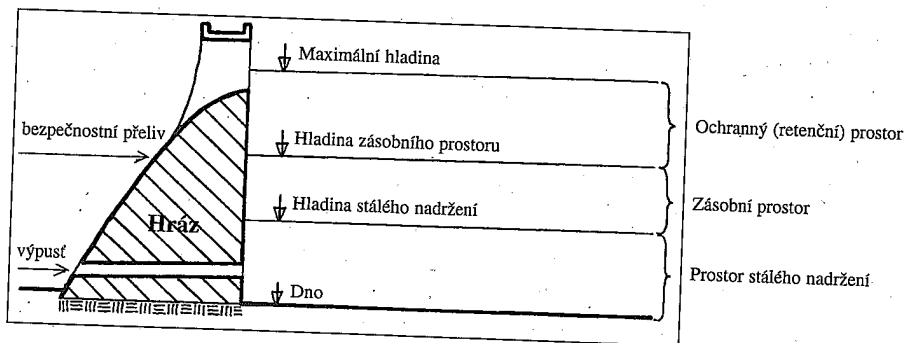 Maximální hladina
Ochranný (retenční) prostor
bezpečnostní přeliv
Hladina zásobního prostoru
Hladina stálého nadržení
Zásobní prostor
Hráz
výpusť
Prostor stálého nadržení
Dno